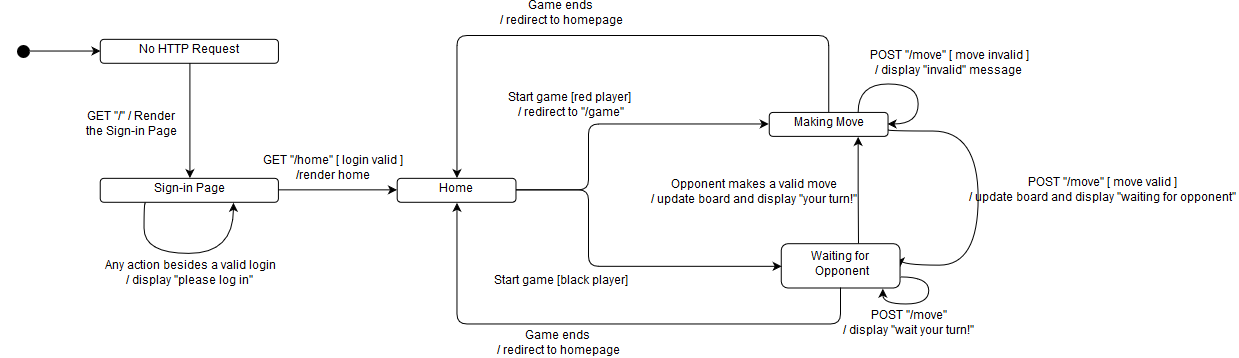 Game ends
/ redirect to homepage
No HTTP Request
POST "/move" [ move invalid ]
/ display "invalid" message
Start game [red player]
/ redirect to "/game"
GET "/" / Render
the Sign-in Page
Making Move
GET "/home" [ login valid ]
/render home
Sign-in Page
Home
Opponent makes a valid move
/ update board and display "your turn!"
POST "/move" [ move valid ]
/ update board and display "waiting for opponent"
Any action besides a valid login
/ display "please log in"
Waiting for
Opponent
Start game [black player]
POST "/move"
/ display "wait your turn!"
Game ends
/ redirect to homepage